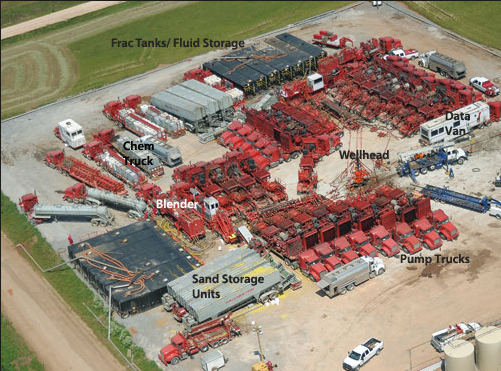 Frac Tanks/ Fluid Storage
Data
Van
Chem
Truck
Wellhead
Blender
Pump Trucks
Sand Storage
Units